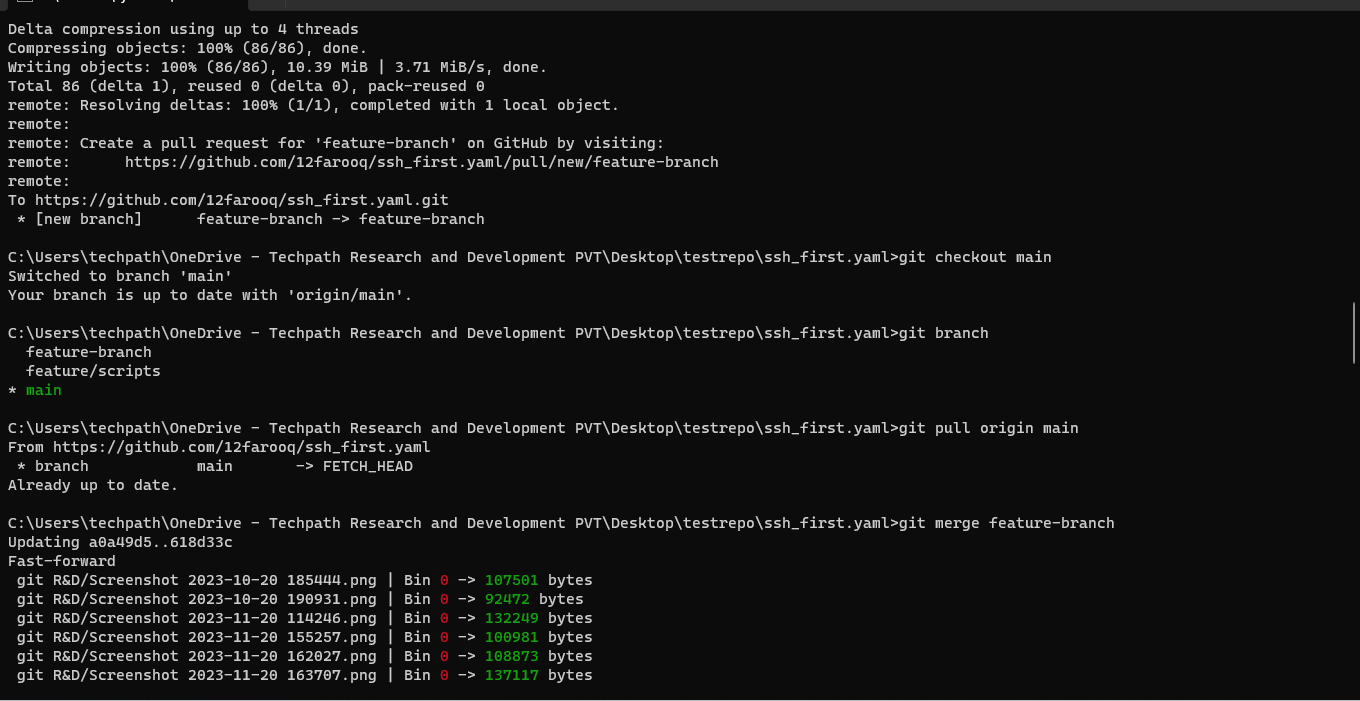 Delta compression using up to 4 threads
Compressing objects: 100% (86/86), done.
Writing objects: 100% (86/86), 10.39 MiB | 3.71 MiB/s, done.
Total 86 (delta 1), reused 0 (delta 0), pack-reused 0
remote: Resolving deltas: 100% (1/1), completed with 1 local object.
remote:
remote: Create a pull request for 'feature-branch' on GitHub by visiting:
remote:      https://github.com/12farooq/ssh_first.yaml/pull/new/feature-branch
remote:
To https://github.com/12farooq/ssh_first.yaml.git
 * [new branch]      feature-branch -> feature-branch
C:\Users\techpath\OneDrive - Techpath Research and Development PVT\Desktop\testrepo\ssh_first.yaml>git checkout main
Switched to branch 'main'
Your branch is up to date with 'origin/main'.
C:\Users\techpath\OneDrive - Techpath Research and Development PVT\Desktop\testrepo\ssh_first.yaml>git branch
  feature-branch
  feature/scripts
* main
C:\Users\techpath\OneDrive - Techpath Research and Development PVT\Desktop\testrepo\ssh_first.yaml>git pull origin main
From https://github.com/12farooq/ssh_first.yaml
 * branch            main       -> FETCH_HEAD
Already up to date.
C:\Users\techpath\OneDrive - Techpath Research and Development PVT\Desktop\testrepo\ssh_first.yaml>git merge feature-branch
Updating a0a49d5..618d33c
Fast-forward
 git R&D/Screenshot 2023-10-20 185444.png | Bin 0 -> 107501 bytes
 git R&D/Screenshot 2023-10-20 190931.png | Bin 0 -> 92472 bytes
 git R&D/Screenshot 2023-11-20 114246.png | Bin 0 -> 132249 bytes
 git R&D/Screenshot 2023-11-20 155257.png | Bin 0 -> 100981 bytes
 git R&D/Screenshot 2023-11-20 162027.png | Bin 0 -> 108873 bytes
 git R&D/Screenshot 2023-11-20 163707.png | Bin 0 -> 137117 bytes